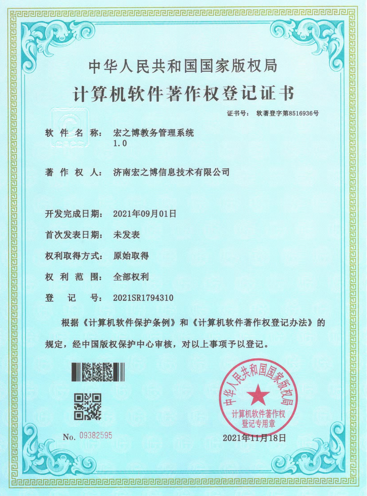 中华人民共和国国家版权局
计算机软件著作权登记证书
证书号： 软著登字第8516936号
软件名称： 宏之博教务管理系统
1.0
著作权人： 济南宏之博信息技术有限公司
开发完成日期： 2021年09月01日
首次发表日期： 未发表
权利取得方式： 原始取得
权利范围： 全部权利
登记号： 2021SR1794310
根据《计算机软件保护条例》和《计算机软件著作权登记办法》的
规定，经中国版权保护中心审核，对以上事项予以登记。
中华人民共和国国家版权局
计算机软件著作权
登记专用章
No. 09382595
2021年11月18日